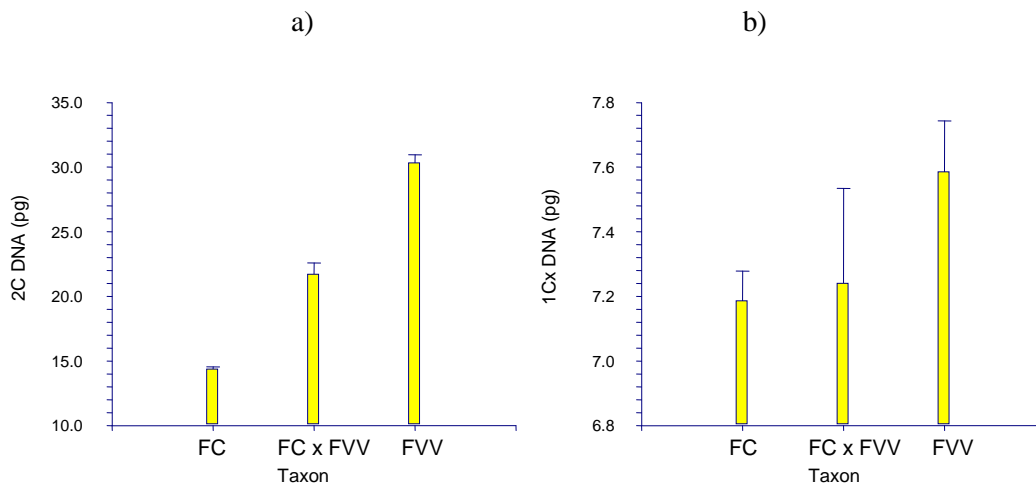 a)
2C DNA (pg)
35.0
30.0
25.0
20.0
15.0
10.0
FC
FC x FVV
FVV
Taxon
b)
1Cx DNA (pg)
7.8
7.6
7.4
7.2
7.0
6.8
FC
FC x FVV
FVV
Taxon